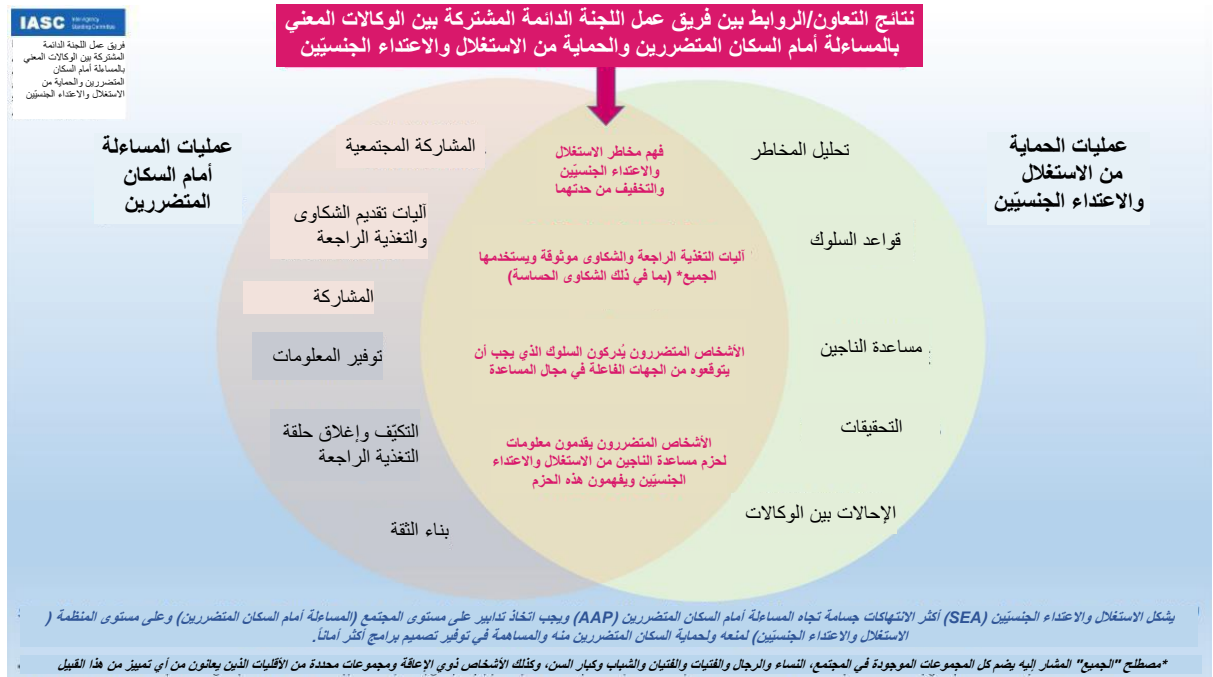 IASC Inter-Agency
Standing Committee
فريق عمل اللجنة الدائمة
المشتركة بين الوكالات المعني
بالمساءلة أمام السكان
المتضررين والحماية من
الاستغلال والاعتداء الجنسيّين
نتائج التعاون/الروابط بين فريق عمل اللجنة الدائمة المشتركة بين الوكالات المعني
بالمساءلة أمام السكان المتضررين والحماية من الاستغلال والاعتداء الجنسيّين
عمليات الحماية
من الاستغلال
والاعتداء الجنسيّين
تحليل المخاطر
قواعد السلوك
مساعدة الناجين
التحقيقات
الإحالات بين الوكالات
فهم مخاطر الاستغلال
والاعتداء الجنسيّين
والتخفيف من حدتهما
آليات التغذية الراجعة والشكاوى موثوقة ويستخدمها
الجميع* (بما في ذلك الشكاوى الحساسة)
الأشخاص المتضررون يُدركون السلوك الذي يجب أن
يتوقعوه من الجهات الفاعلة في مجال المساعدة
الأشخاص المتضررون يقدمون معلومات
لحزم مساعدة الناجين من الاستغلال والاعتداء
الجنسيّين ويفهمون هذه الحزم
المشاركة المجتمعية
آليات تقديم الشكاوى
والتغذية الراجعة
المشاركة
توفير المعلومات
التكيّف وإغلاق حلقة
التغذية الراجعة
بناء الثقة
عمليات المساءلة
أمام السكان
المتضررين
يشكل الاستغلال والاعتداء الجنسيّين (SEA) أكثر الانتهاكات جسامة تجاه المساءلة أمام السكان المتضررين (AAP) ويجب اتخاذ تدابير على مستوى المجتمع (المساءلة أمام السكان المتضررين) وعلى مستوى المنظمة (
الاستغلال والاعتداء الجنسيّين) لمنعه ولحماية السكان المتضررين منه والمساهمة في توفير تصميم برامج أكثر أماناً.
*مصطلح "الجميع" المشار إليه يضم كل المجموعات الموجودة في المجتمع، النساء والرجال والفتيات والفتيان والشباب وكبار السن، وكذلك الأشخاص ذوي الإعاقة ومجموعات محددة من الأقليات الذين يعانون من أي تمييز من هذا القبيل